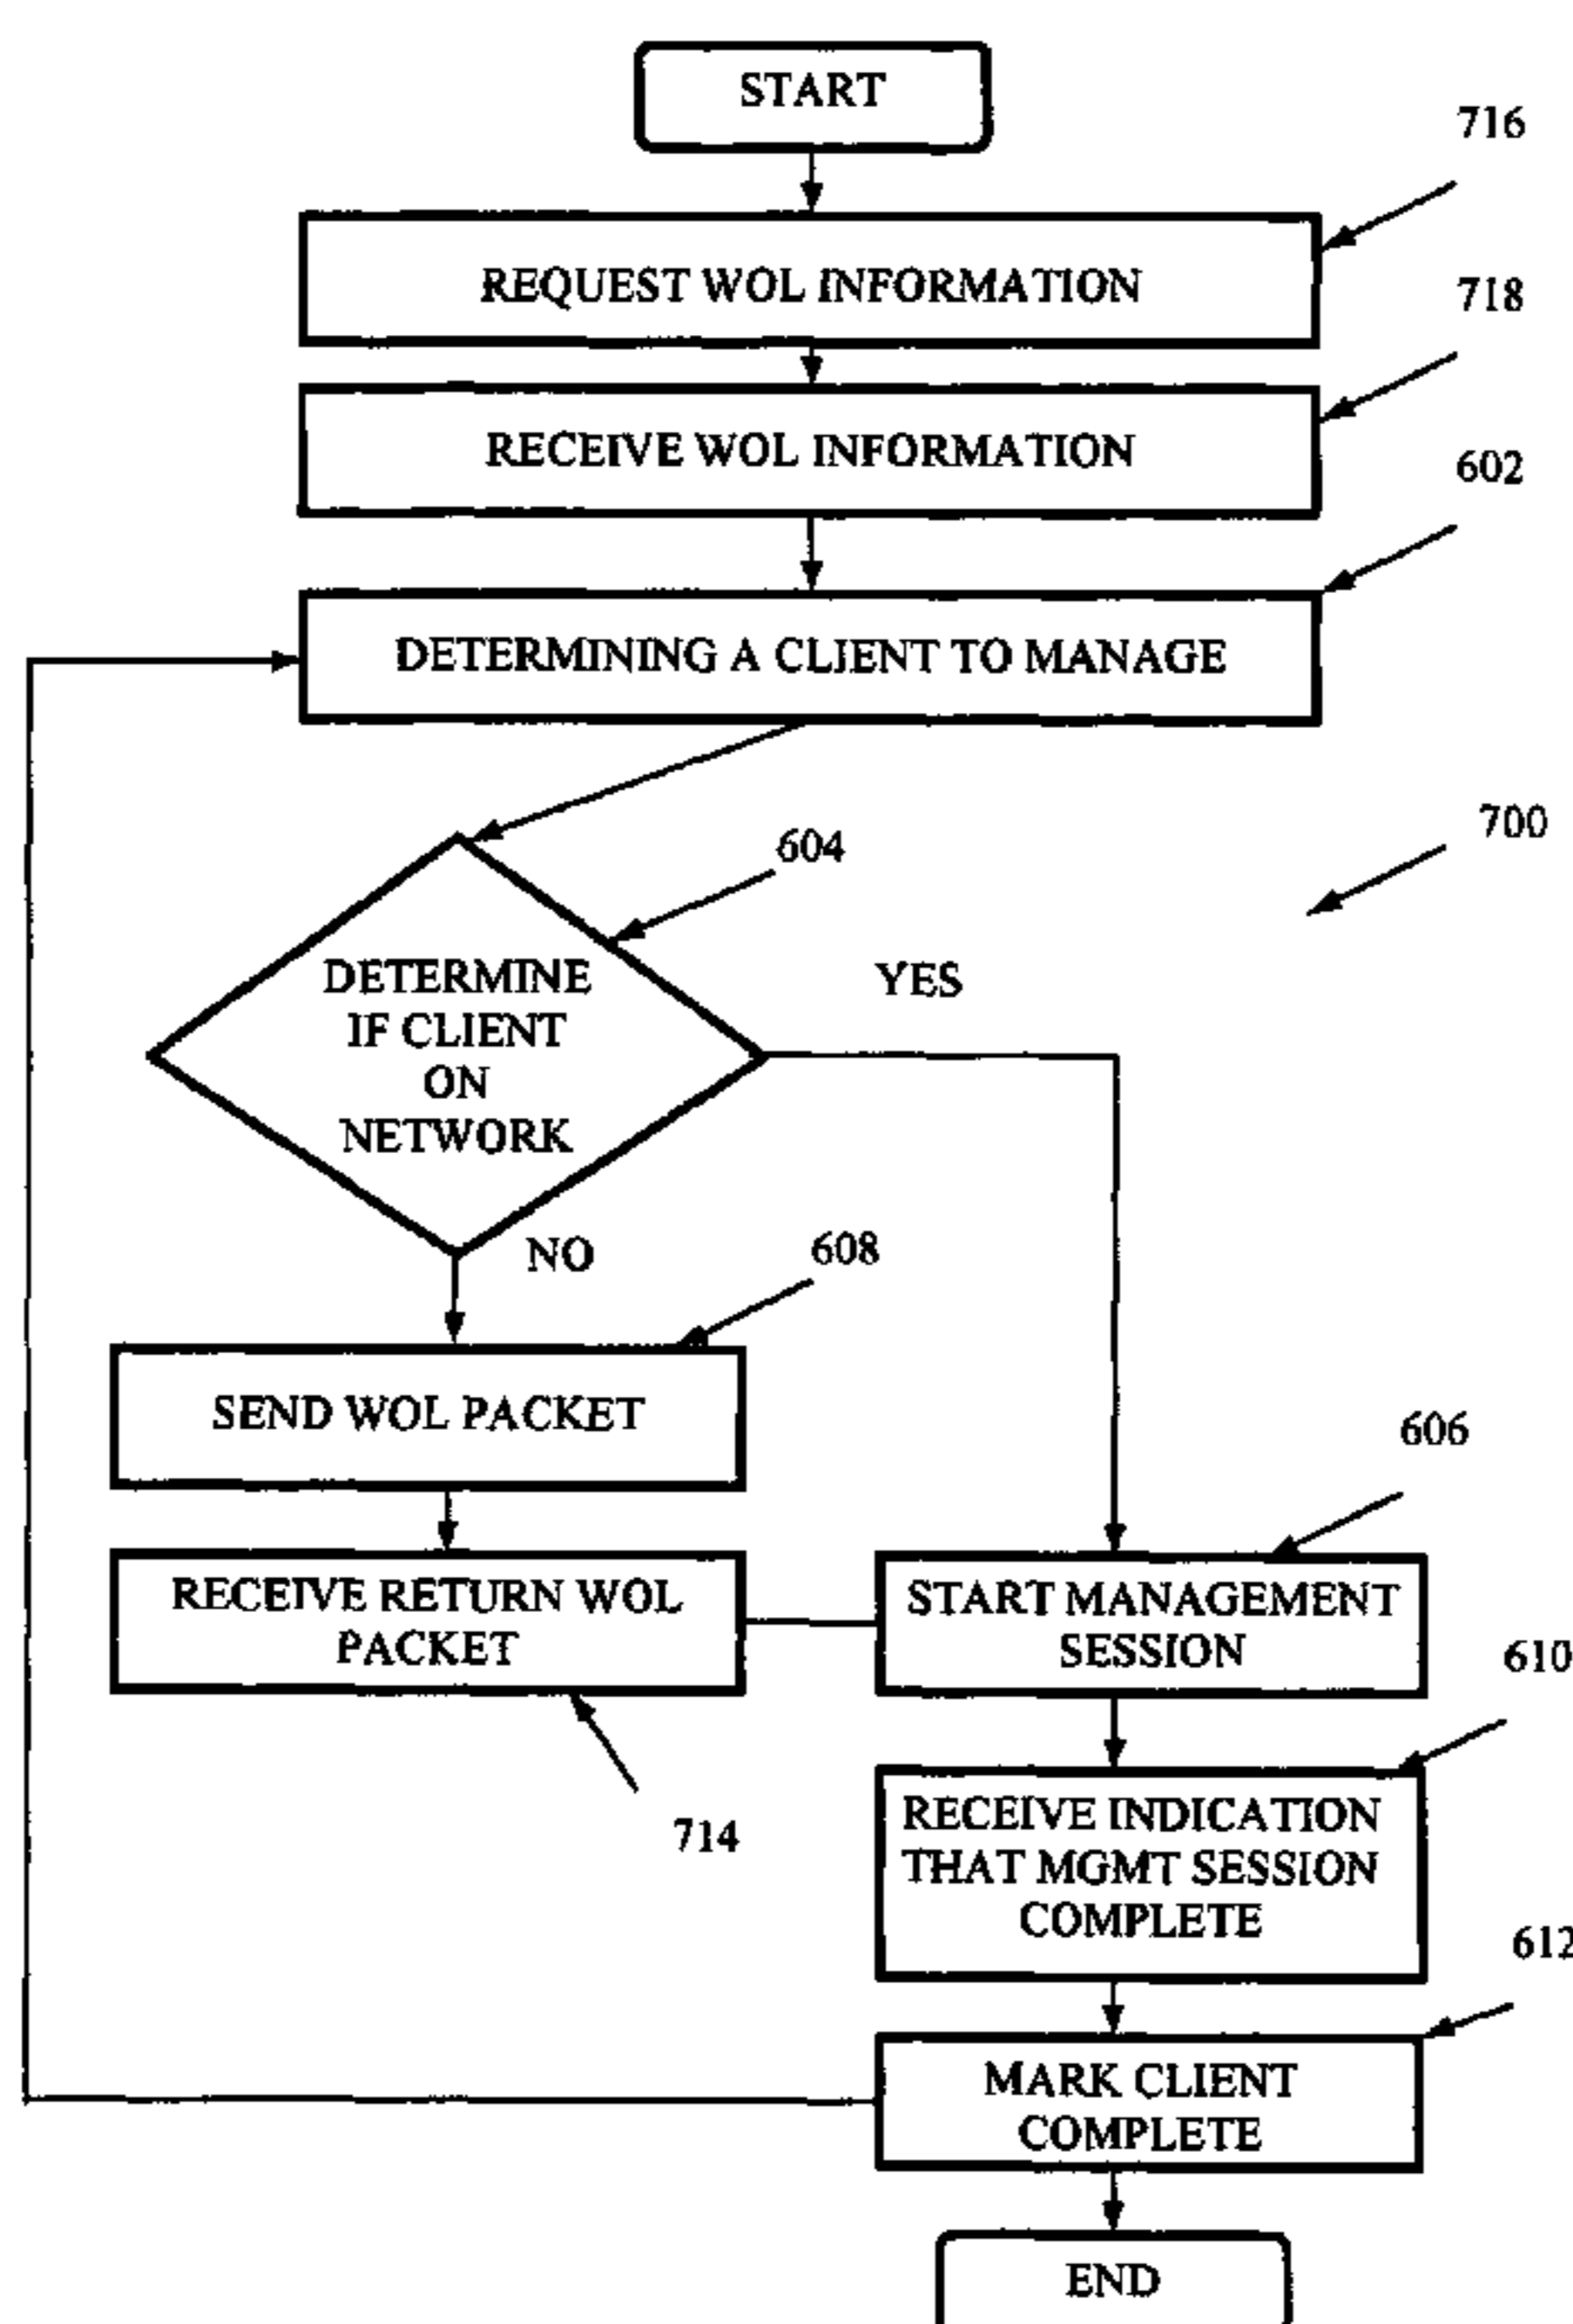 START
716
REQUEST WOL INFORMATION
718
RECEIVE WOL INFORMATION
602
DETERMINING A CLIENT TO MANAGE
700
604
DETERMINE
IF CLIENT
ON
NETWORK
YES
NO
608
SEND WOL PACKET
606
RECEIVE RETURN WOL
PACKET
START MANAGEMENT
SESSION
610
714
RECEIVE INDICATION
THAT MGMT SESSION
COMPLETE
612
MARK CLIENT
COMPLETE
END